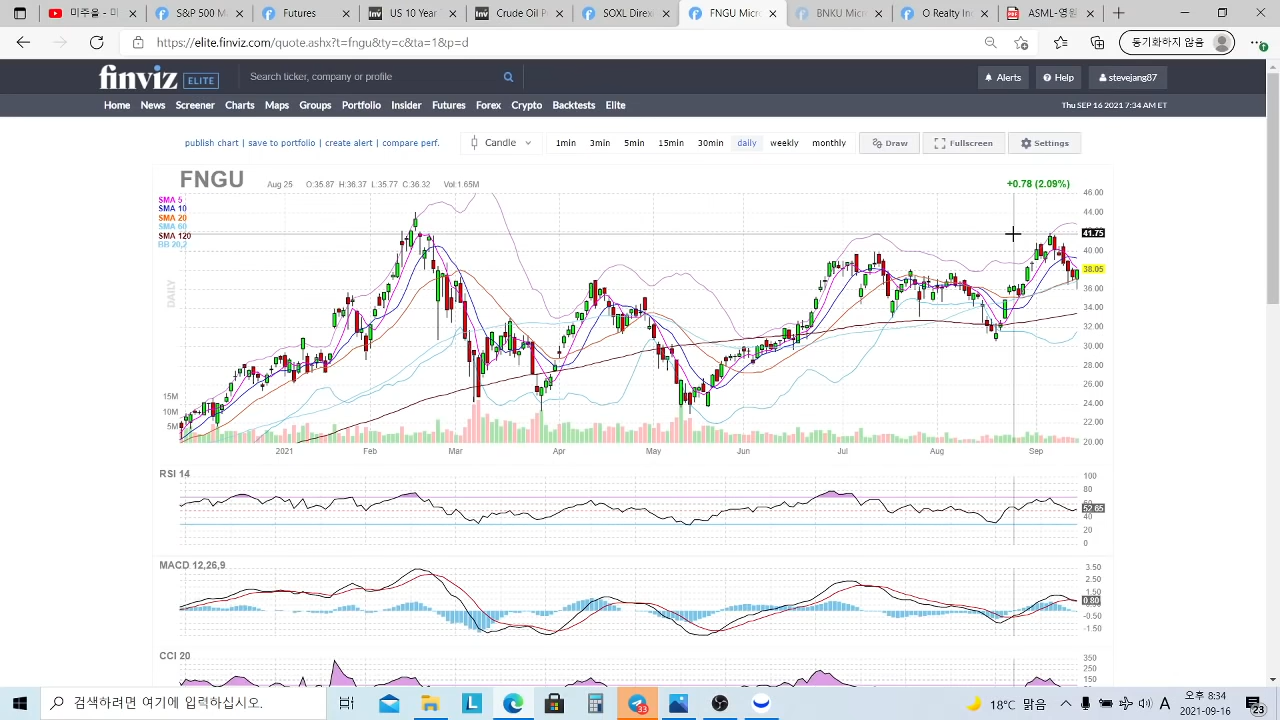 미주미주
S&P 500
NASDA
US 10 Year
Crude Oil P
SOXL Direx
FNGU Micro
BNKU Micr
O Realty In
ASML - AS
https://elite.finviz.com/quote.ashx?t=fngu&ty=c&ta=1&p=d
동기화하지 않음
finviz ELITE
Search ticker, company or profile
Alerts
Help
stevejang87
Home News Screener Charts Maps Groups Portfolio Insider Futures Forex Crypto Backtests Elite
Thu SEP 16 2021 7:34 AM ET
publish chart | save to portfolio | create alert | compare perf.
Candle
1min 3min 5min 15min 30min daily weekly monthly
Draw
Fullscreen
Settings
FNGU Aug 25 O:35.87 H:36.37 L:35.77 C:36.32 Vol:1.65M
+0.78 (2.09%)
SMA 5
SMA 10
SMA 20
SMA 60
SMA 120
BB 20,2
DAILY
46.00
44.00
41.75
40.00
38.05
36.00
34.00
32.00
30.00
28.00
26.00
24.00
22.00
20.00
15M
10M
5M
2021 Feb Mar Apr May Jun Jul Aug Sep
RSI 14
100
80
52.65
40
20
0
MACD 12,26,9
3.50
2.50
1.50
0.80
-0.50
-1.50
CCI 20
350
250
150
검색하려면 여기에 입력하십시오.
33
18°C 맑음
오후 8:34
2021-09-16
23